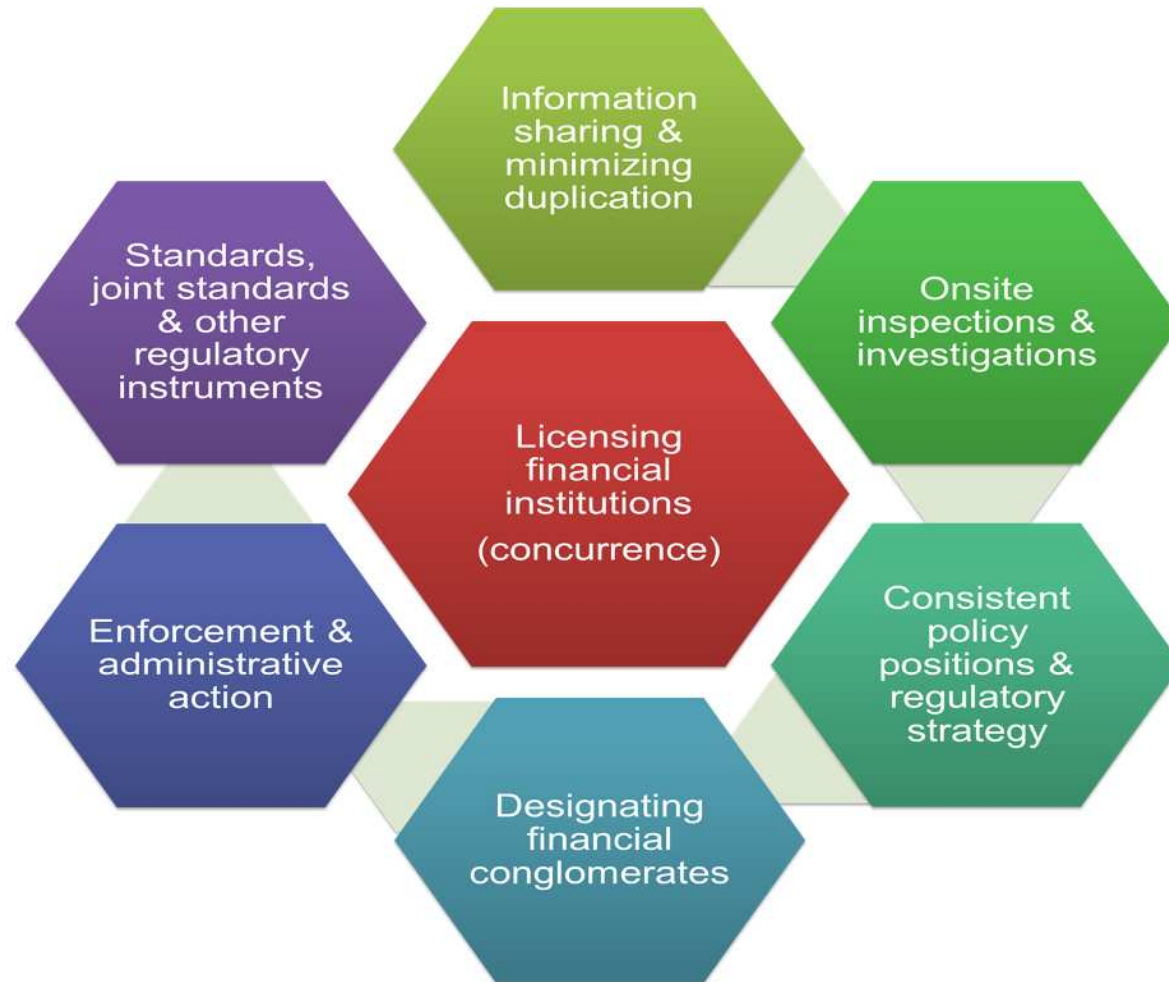 Information
sharing &
minimizing
duplication
Onsite
inspections &
investigations
Consistent
policy
positions &
regulatory
strategy
Designating
financial
conglomerates
Enforcement &
administrative
action
Standards,
joint standards
& other
regulatory
instruments
Licensing
financial
institutions
(concurrence)